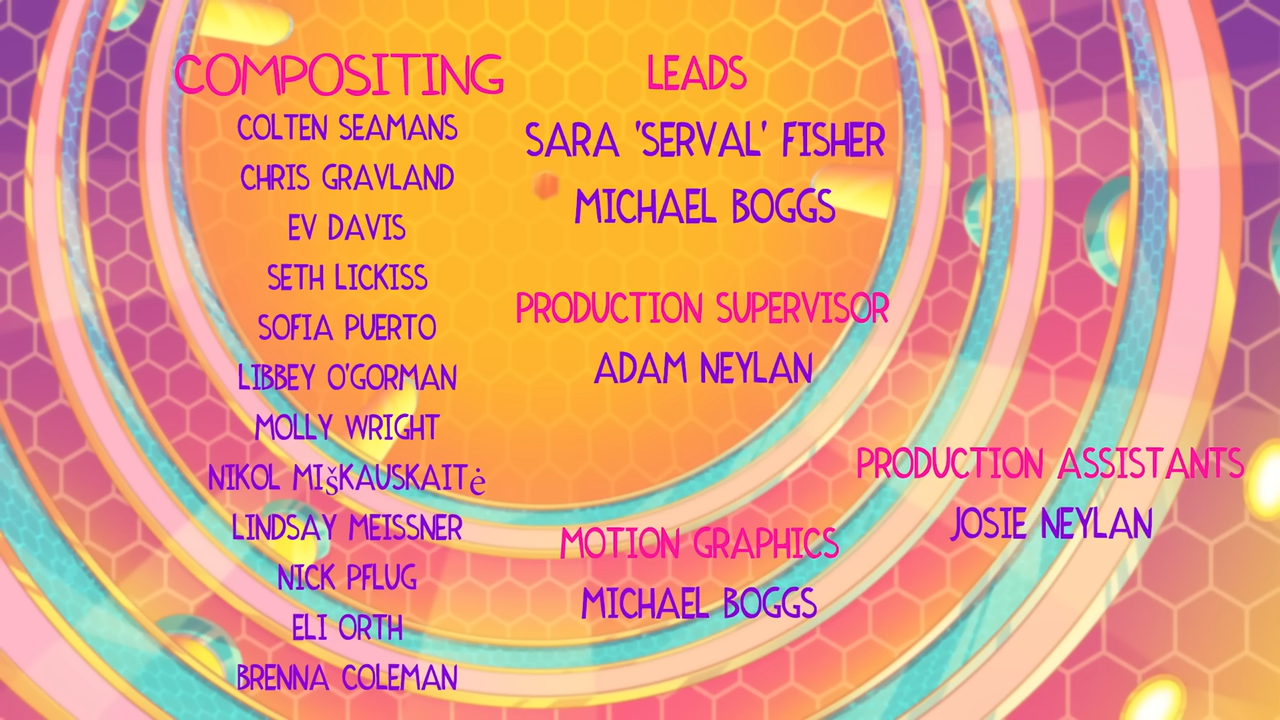 COMPOSITING
COLTEN SEAMANS
CHRIS GRAVLAND
EV DAVIS
SETH LICKISS
SOFIA PUERTO
LIBBEY O'GORMAN
MOLLY WRIGHT
NIKOL MIšKAUSKAITė
LINDSAY MEISSNER
NICK PFLUG
ELI ORTH
BRENNA COLEMAN
LEADS
SARA 'SERVAL' FISHER
MICHAEL BOGGS
PRODUCTION SUPERVISOR
ADAM NEYLAN
MOTION GRAPHICS
MICHAEL BOGGS
PRODUCTION ASSISTANTS
JOSIE NEYLAN